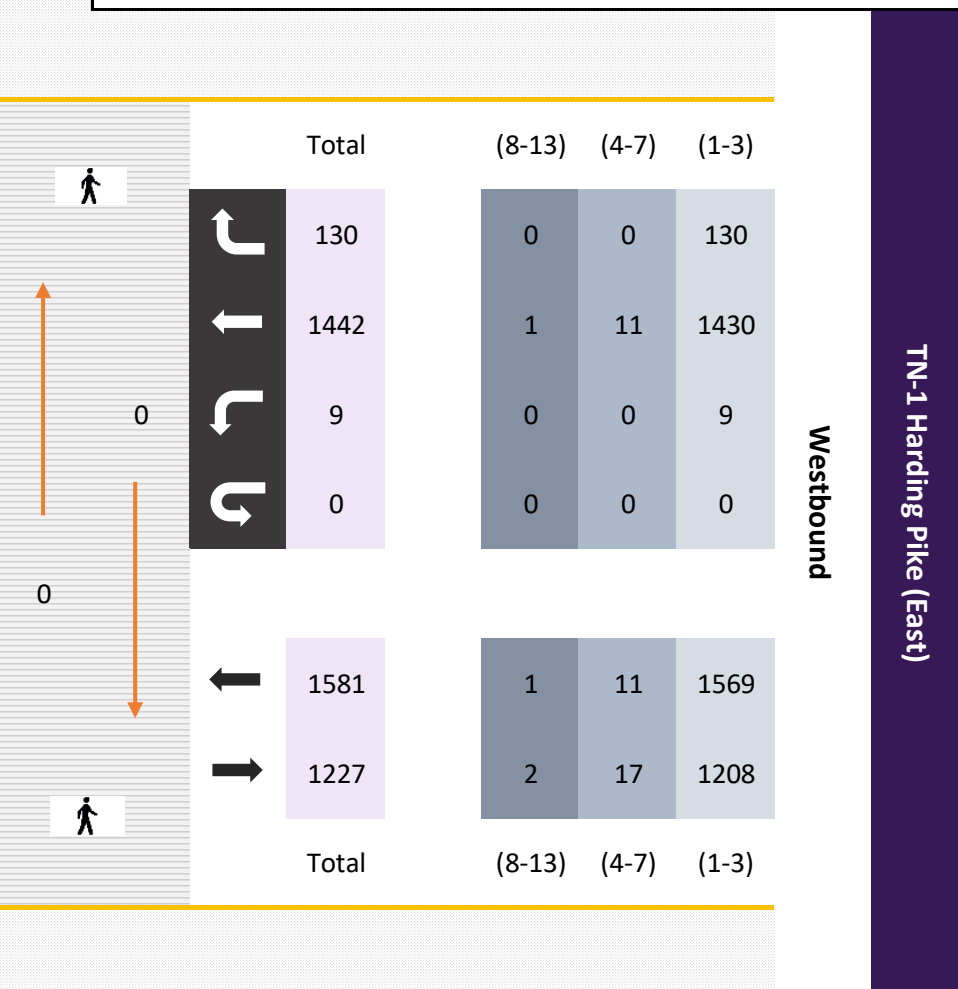 Total (8-13) (4-7) (1-3)
130 0 0 130
1442 1 11 1430
0 9 0 0 9
0 0 0 0
0
1581 1 11 1569
1227 2 17 1208
Total (8-13) (4-7) (1-3)
Westbound
TN-1 Harding Pike (East)